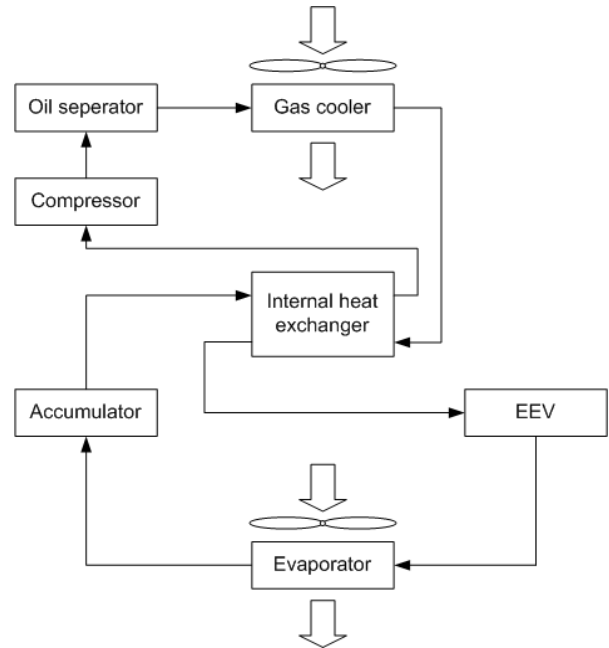 Oil seperator
Gas cooler
Compressor
Internal heat
exchanger
Accumulator
EEV
Evaporator